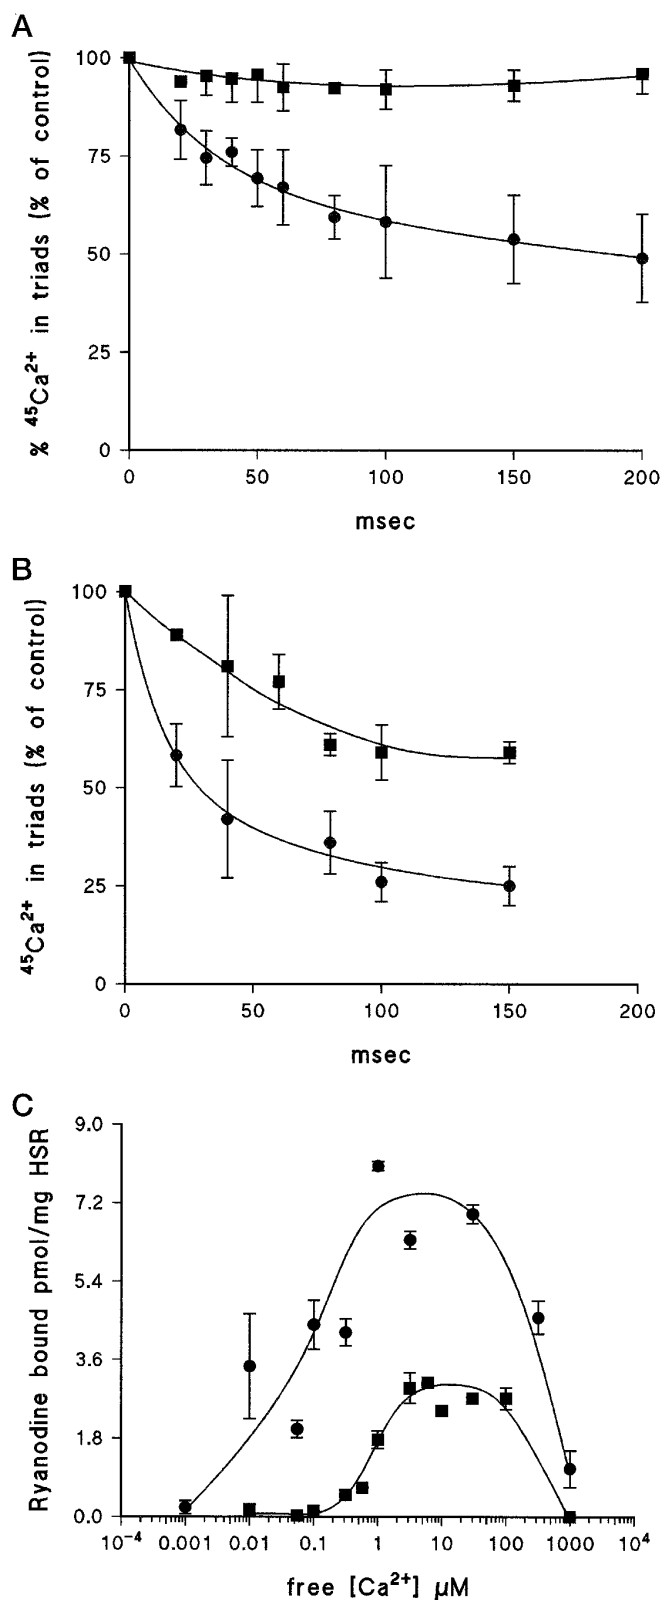 A
% ⁴⁵Ca²⁺ in triads (% of control)
100
75
50
25
0
0 50 100 150 200
msec
B
⁴⁵Ca²⁺ in triads (% of control)
100
75
50
25
0
0 50 100 150 200
msec
C
Ryanodine bound pmol/mg HSR
9.0
7.2
5.4
3.6
1.8
0.0
10⁻⁴ 0.001 0.01 0.1 1 10 100 1000 10⁴
free [Ca²⁺] µM